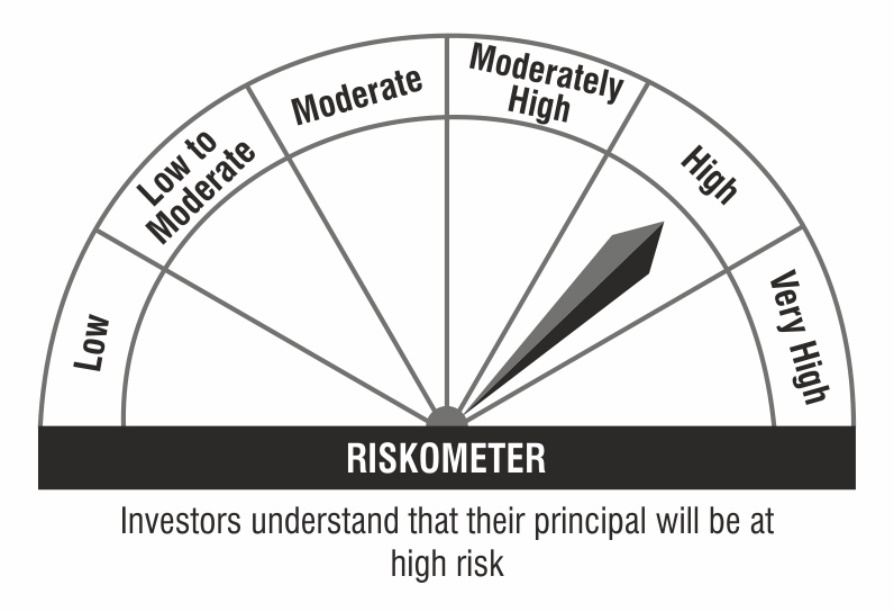 Low
Low to
Moderate
Moderate
Moderately
High
High
Very High
RISKOMETER
Investors understand that their principal will be at
high risk